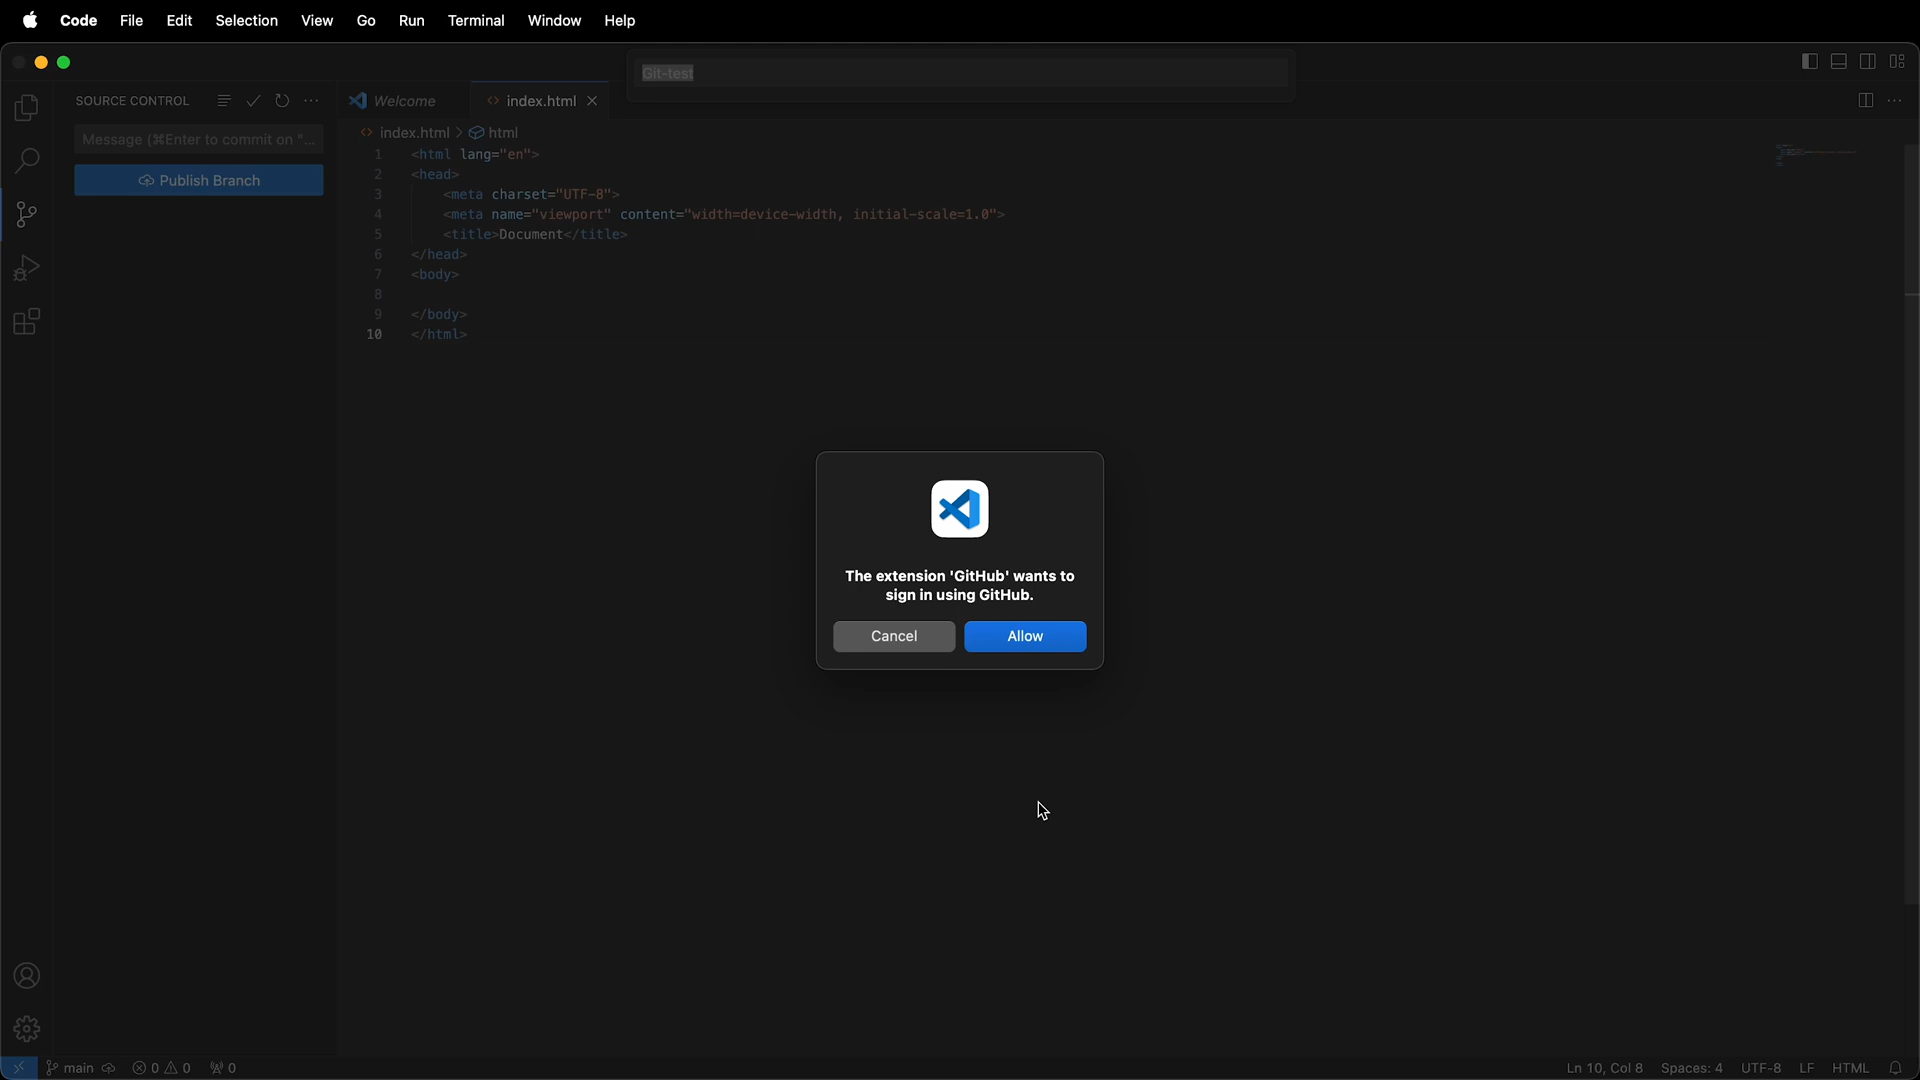 Code File Edit Selection View Go Run Terminal Window Help
Git-test
SOURCE CONTROL
Welcome
index.html
Message (⌘Enter to commit on "...
Publish Branch
index.html > html
1 <html lang="en">
2 <head>
3 <meta charset="UTF-8">
4 <meta name="viewport" content="width=device-width, initial-scale=1.0">
5 <title>Document</title>
6 </head>
7 <body>
8
9 </body>
10 </html>
The extension 'GitHub' wants to
sign in using GitHub.
Cancel Allow
main 0 0 0 Ln 10, Col 8 Spaces: 4 UTF-8 LF HTML